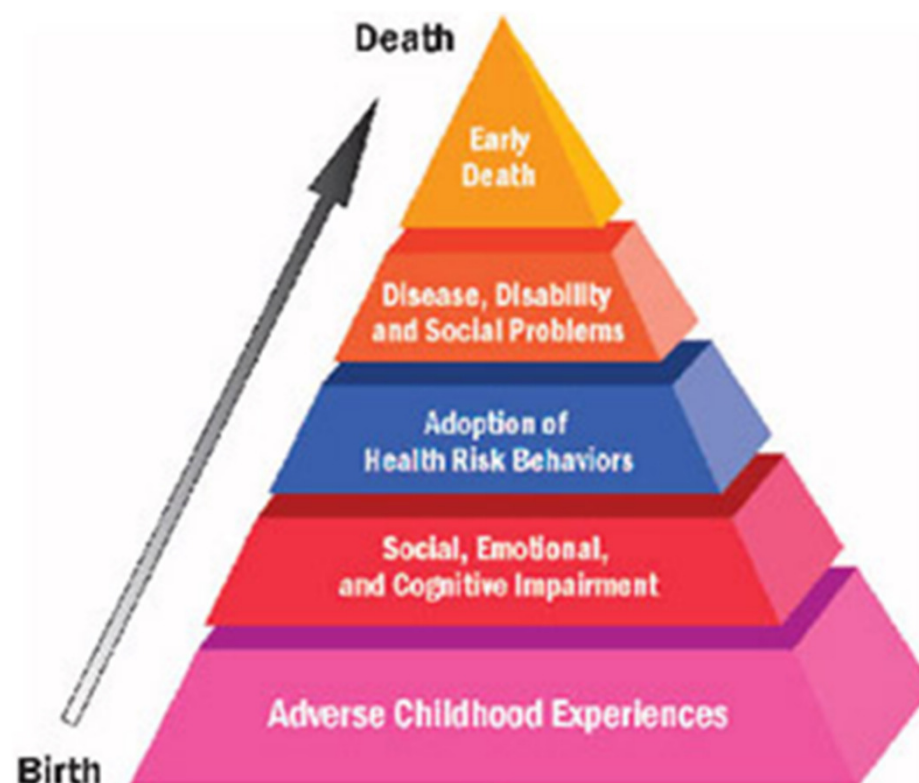 Death
Early
Death
Disease, Disability
and Social Problems
Adoption of
Health Risk Behaviors
Social, Emotional,
and Cognitive Impairment
Adverse Childhood Experiences
Birth